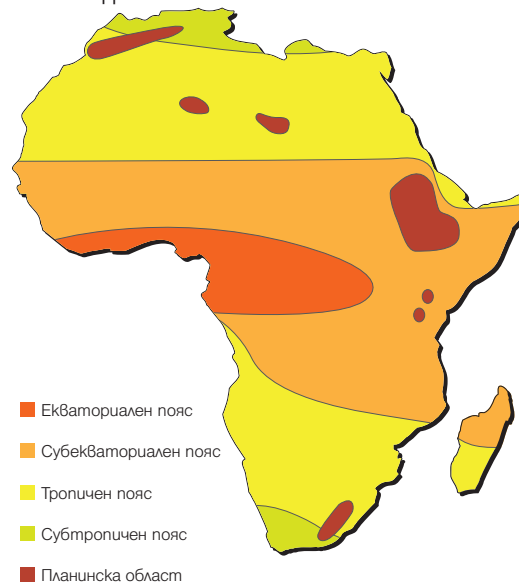 Екваториален пояс
Субекваториален пояс
Тропичен пояс
Субтропичен пояс
Планинска област